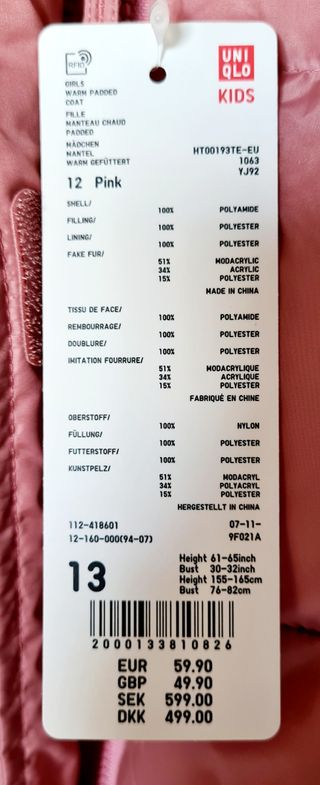 RFID
UNI
QLO
KIDS
GIRLS
WARM PADDED
COAT
FILLE
MANTEAU CHAUD
PADDED
MÄDCHEN
MANTEL
WARM GEFÜTTERT
HT00193TE-EU
1063
YJ92
12 Pink
SHELL/
100% POLYAMIDE
FILLING/
100% POLYESTER
LINING/
100% POLYESTER
FAKE FUR/
51% MODACRYLIC
34% ACRYLIC
15% POLYESTER
MADE IN CHINA
TISSU DE FACE/
100% POLYAMIDE
REMBOURRAGE/
100% POLYESTER
DOUBLURE/
100% POLYESTER
IMITATION FOURRURE/
51% MODACRYLIQUE
34% ACRYLIQUE
15% POLYESTER
FABRIQUÉ EN CHINE
OBERSTOFF/
100% NYLON
FÜLLUNG/
100% POLYESTER
FUTTERSTOFF/
100% POLYESTER
KUNSTPELZ/
51% MODACRYL
34% POLYACRYL
15% POLYESTER
HERGESTELLT IN CHINA
112-418601 07-11-
12-160-000(94-07) 9F021A
13
Height 61-65inch
Bust 30-32inch
Height 155-165cm
Bust 76-82cm
2000133810826
EUR 59.90
GBP 49.90
SEK 599.00
DKK 499.00